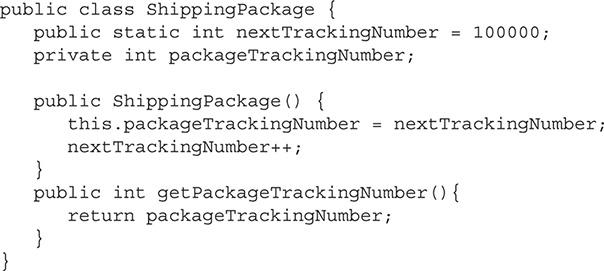 public class ShippingPackage {
public static int nextTrackingNumber = 100000;
private int packageTrackingNumber;
public ShippingPackage() {
this.packageTrackingNumber = nextTrackingNumber;
nextTrackingNumber++;
}
public int getPackageTrackingNumber(){
return packageTrackingNumber;
}
}